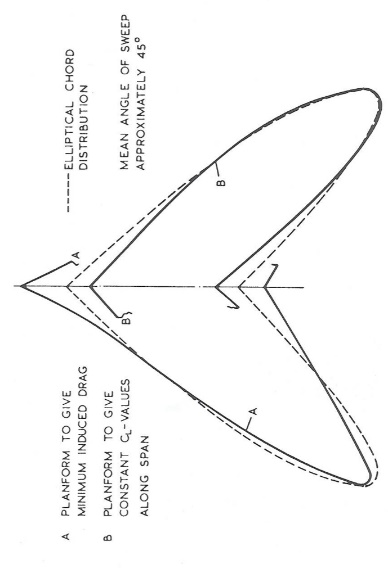 A PLANFORM TO GIVE
MINIMUM INDUCED DRAG
B PLANFORM TO GIVE
CONSTANT CL-VALUES
ALONG SPAN
----- ELLIPTICAL CHORD
DISTRIBUTION
MEAN ANGLE OF SWEEP
APPROXIMATELY 45°
A
B
B
A